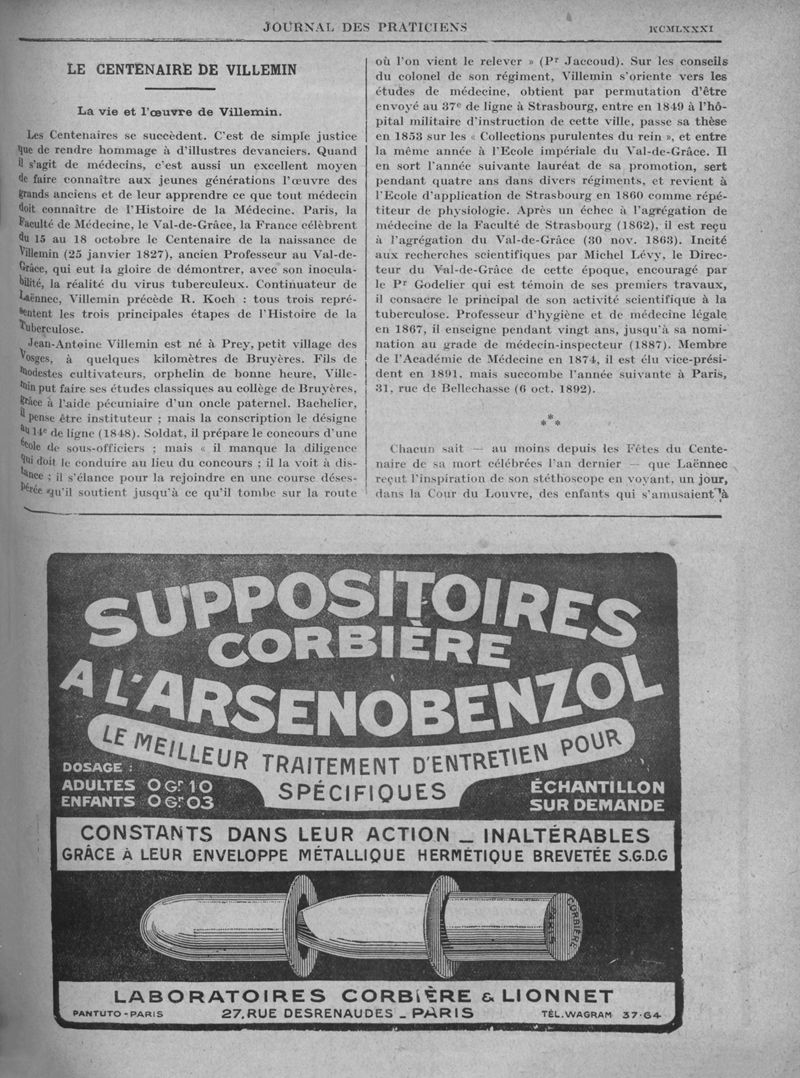 JOURNAL DES PRATICIENS
KCMLXXXI
LE CENTENAIRE DE VILLEMIN
La vie et l'œuvre de Villemin.
Les Centenaires se succèdent. C'est de simple justice
que de rendre hommage à d'illustres devanciers. Quand
il s'agit de médecins, c'est aussi un excellent moyen
de faire connaître aux jeunes générations l'œuvre des
grands anciens et de leur apprendre ce que tout médecin
doit connaître de l'Histoire de la Médecine. Paris, la
Faculté de Médecine, le Val-de-Grâce, la France célèbrent
du 15 au 18 octobre le Centenaire de la naissance de
Villemin (25 janvier 1827), ancien Professeur au Val-de-
Grâce, qui eut la gloire de démontrer, avec son inocula-
bilité, la réalité du virus tuberculeux. Continuateur de
Laënnec, Villemin précède R. Koch : tous trois repré-
sentent les trois principales étapes de l'Histoire de la
Tuberculose.
Jean-Antoine Villemin est né à Prey, petit village des
Vosges, à quelques kilomètres de Bruyères. Fils de
modestes cultivateurs, orphelin de bonne heure, Ville-
min put faire ses études classiques au collège de Bruyères,
grâce à l'aide pécuniaire d'un oncle paternel. Bachelier,
il pense être instituteur ; mais la conscription le désigne
au 14e de ligne (1848). Soldat, il prépare le concours d'une
école de sous-officiers ; mais « il manque la diligence
qui doit le conduire au lieu du concours ; il la voit à dis-
tance ; il s'élance pour la rejoindre en une course déses-
pérée qu'il soutient jusqu'à ce qu'il tombe sur la route
où l'on vient le relever » (Pr Jaccoud). Sur les conseils
du colonel de son régiment, Villemin s'oriente vers les
études de médecine, obtient par permutation d'être
envoyé au 37e de ligne à Strasbourg, entre en 1849 à l'hô-
pital militaire d'instruction de cette ville, passe sa thèse
en 1853 sur les « Collections purulentes du rein », et entre
la même année à l'Ecole impériale du Val-de-Grâce. Il
en sort l'année suivante lauréat de sa promotion, sert
pendant quatre ans dans divers régiments, et revient à
l'Ecole d'application de Strasbourg en 1860 comme répé-
titeur de physiologie. Après un échec à l'agrégation de
médecine de la Faculté de Strasbourg (1862), il est reçu
à l'agrégation du Val-de-Grâce (30 nov. 1863). Incité
aux recherches scientifiques par Michel Lévy, le Direc-
teur du Val-de-Grâce de cette époque, encouragé par
le Pr Godelier qui est témoin de ses premiers travaux,
il consacre le principal de son activité scientifique à la
tuberculose. Professeur d'hygiène et de médecine légale
en 1867, il enseigne pendant vingt ans, jusqu'à sa nomi-
nation au grade de médecin-inspecteur (1887). Membre
de l'Académie de Médecine en 1874, il est élu vice-prési-
dent en 1891, mais succombe l'année suivante à Paris,
31, rue de Bellechasse (6 oct. 1892).
* * *
Chacun sait — au moins depuis les Fêtes du Cente-
naire de sa mort célébrées l'an dernier — que Laënnec
reçut l'inspiration de son stéthoscope en voyant, un jour,
dans la Cour du Louvre, des enfants qui s'amusaient à
SUPPOSITOIRES
CORBIÈRE
A L'ARSENOBENZOL
LE MEILLEUR TRAITEMENT D'ENTRETIEN POUR
SPÉCIFIQUES
DOSAGE :
ADULTES 0 Gr 10
ENFANTS 0 Gr 03
ÉCHANTILLON
SUR DEMANDE
CONSTANTS DANS LEUR ACTION _ INALTÉRABLES
GRÂCE À LEUR ENVELOPPE MÉTALLIQUE HERMÉTIQUE BREVETÉE S.G.D.G
CORBIÈRE
PARIS
LABORATOIRES CORBIÈRE & LIONNET
PANTUTO - PARIS
27, RUE DESRENAUDES _ PARIS
TÉL. WAGRAM 37-64